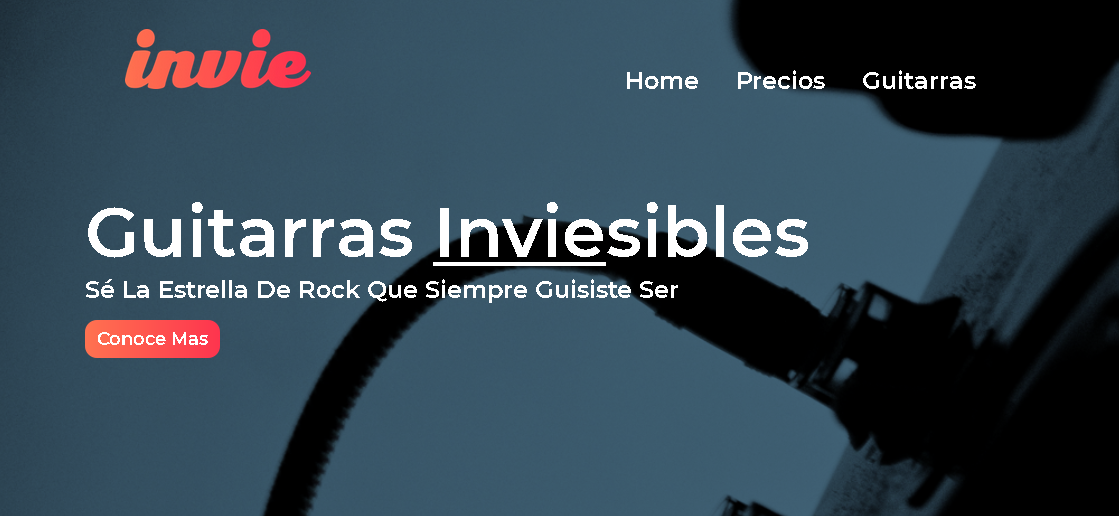 invie
Home Precios Guitarras
Guitarras Inviesibles
Sé La Estrella De Rock Que Siempre Guisiste Ser
Conoce Mas